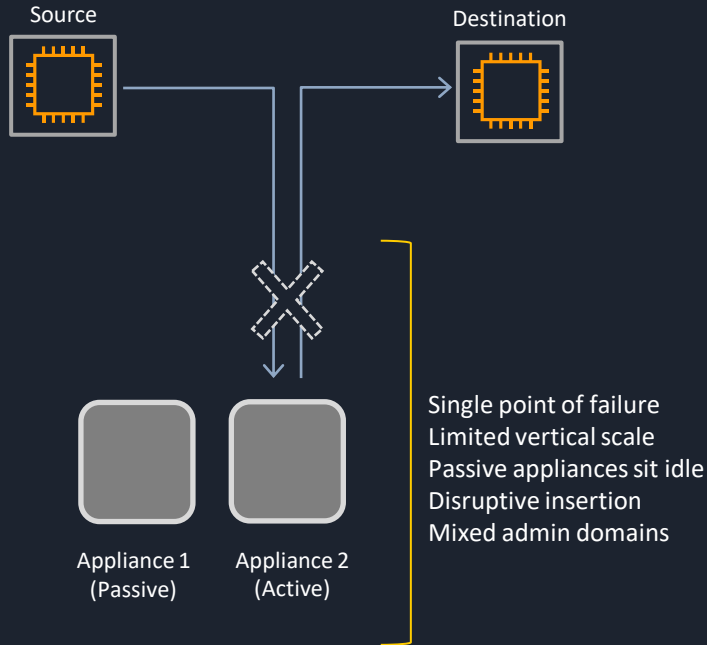 Source
Destination
Single point of failure
Limited vertical scale
Passive appliances sit idle
Disruptive insertion
Mixed admin domains
Appliance 1
(Passive)
Appliance 2
(Active)